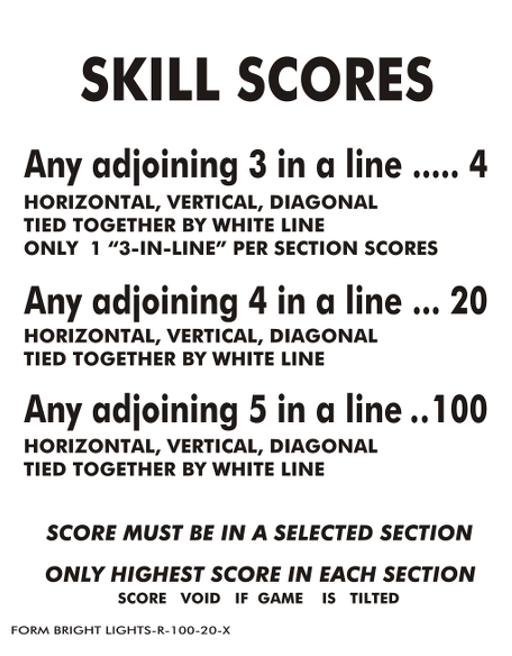 SKILL SCORES
Any adjoining 3 in a line ..... 4
HORIZONTAL, VERTICAL, DIAGONAL
TIED TOGETHER BY WHITE LINE
ONLY 1 “3-IN-LINE” PER SECTION SCORES
Any adjoining 4 in a line ... 20
HORIZONTAL, VERTICAL, DIAGONAL
TIED TOGETHER BY WHITE LINE
Any adjoining 5 in a line ..100
HORIZONTAL, VERTICAL, DIAGONAL
TIED TOGETHER BY WHITE LINE
SCORE MUST BE IN A SELECTED SECTION
ONLY HIGHEST SCORE IN EACH SECTION
SCORE VOID IF GAME IS TILTED
FORM BRIGHT LIGHTS-R-100-20-X